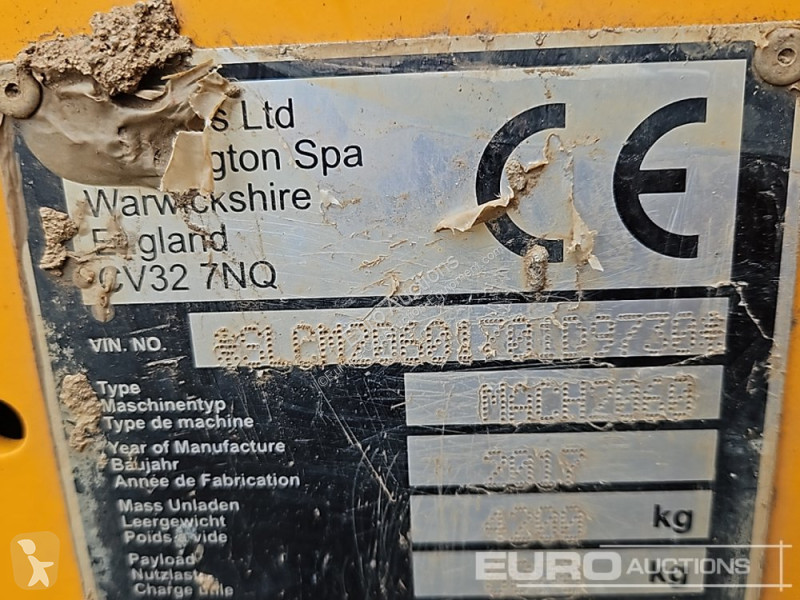 s Ltd
gton Spa
Warwickshire
England
CV32 7NQ
CE
VIN. NO.
Type
Maschinentyp
Type de machine
MACH2060
Year of Manufacture
Baujahr
Année de Fabrication
2017
Mass Unladen
Leergewicht
Poids à vide
kg
Payload
Nutzlast
Charge utile
kg
EURO AUCTIONS